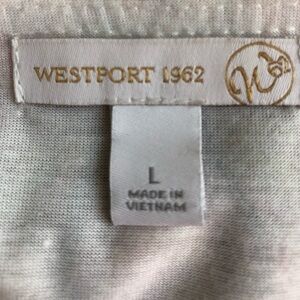 WESTPORT 1962
L
MADE IN
VIETNAM